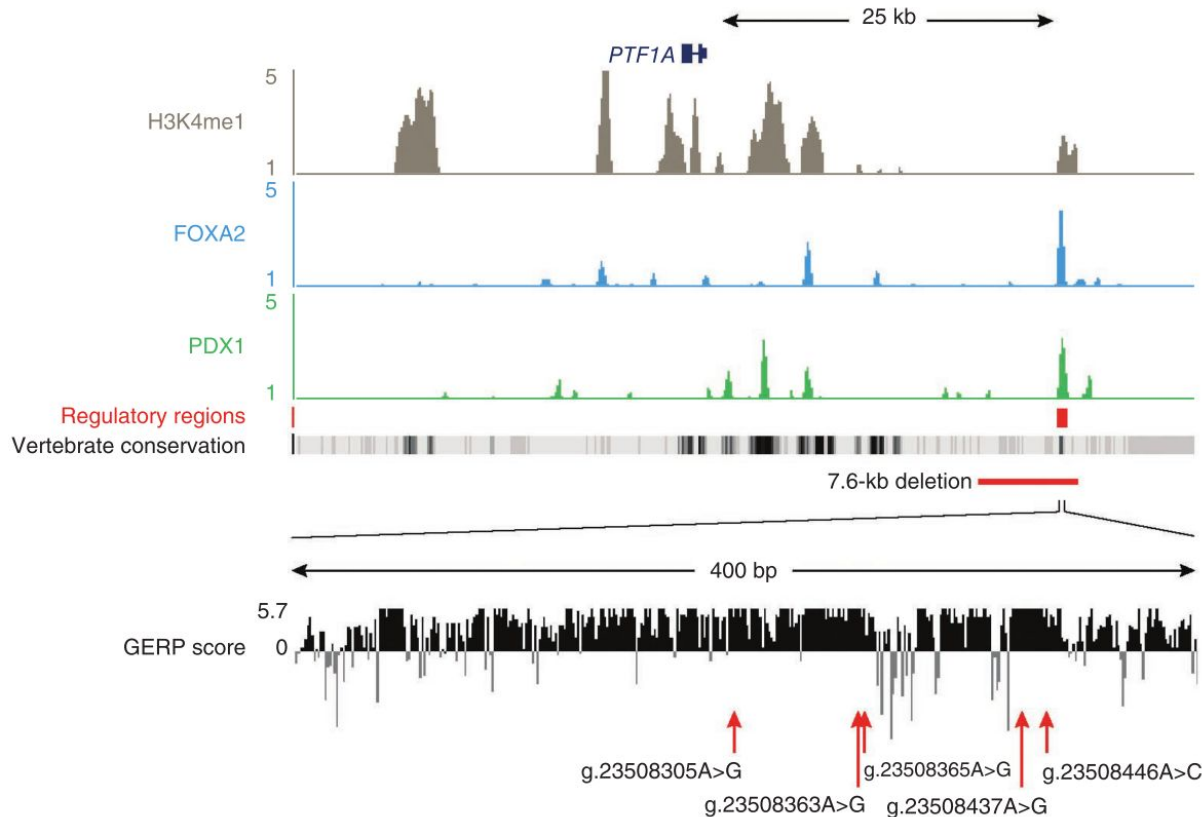 25 kb
PTF1A
5
H3K4me1
1
5
FOXA2
1
5
PDX1
1
Regulatory regions
Vertebrate conservation
7.6-kb deletion
400 bp
5.7
GERP score 0
g.23508305A>G
g.23508365A>G
g.23508446A>C
g.23508363A>G
g.23508437A>G